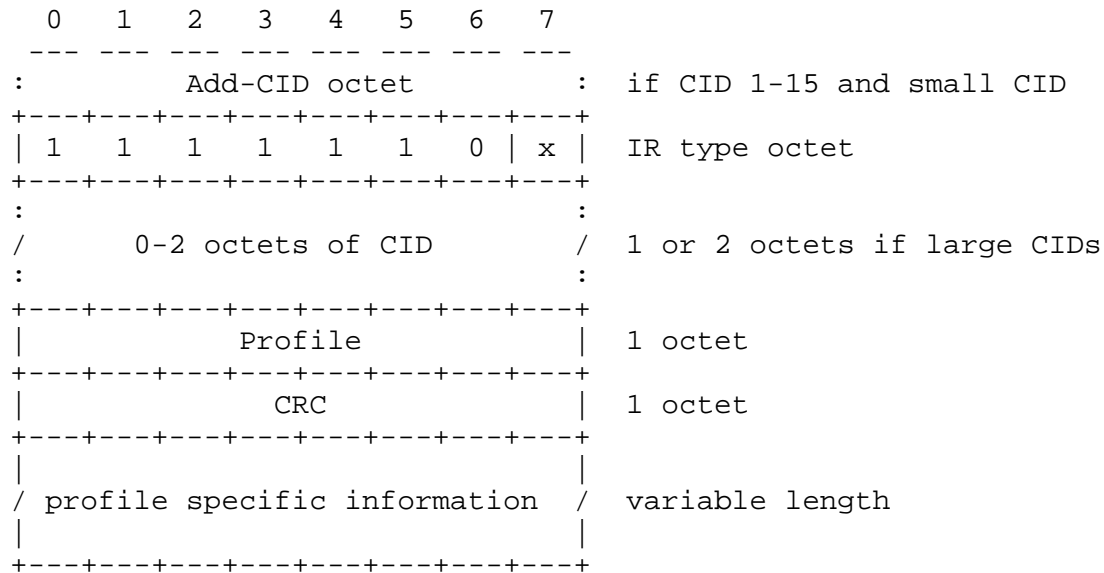 0   1   2   3   4   5   6   7
 --- --- --- --- --- --- --- ---
:         Add-CID octet         :  if CID 1-15 and small CID
+---+---+---+---+---+---+---+---+
| 1   1   1   1   1   1   0 | x |  IR type octet
+---+---+---+---+---+---+---+---+
:                               :
/      0-2 octets of CID        /  1 or 2 octets if large CIDs
:                               :
+---+---+---+---+---+---+---+---+
|            Profile            |  1 octet
+---+---+---+---+---+---+---+---+
|              CRC              |  1 octet
+---+---+---+---+---+---+---+---+
|                               |
/ profile specific information  /  variable length
|                               |
+---+---+---+---+---+---+---+---+